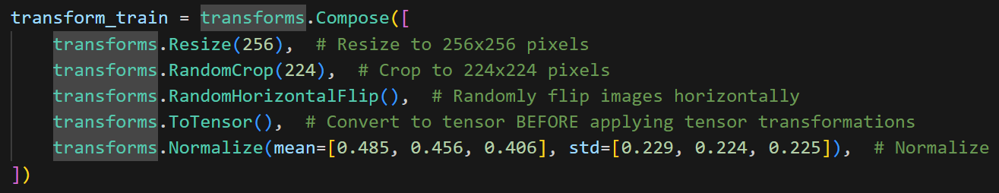 transform_train = transforms.Compose([
    transforms.Resize(256),  # Resize to 256x256 pixels
    transforms.RandomCrop(224),  # Crop to 224x224 pixels
    transforms.RandomHorizontalFlip(),  # Randomly flip images horizontally
    transforms.ToTensor(),  # Convert to tensor BEFORE applying tensor transformations
    transforms.Normalize(mean=[0.485, 0.456, 0.406], std=[0.229, 0.224, 0.225]),  # Normalize
])